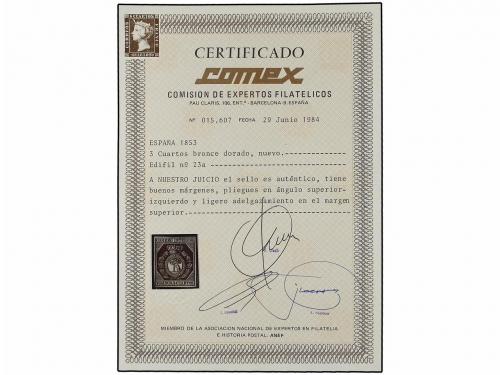 CERTIFICADO
comex
COMISION DE EXPERTOS FILATELICOS
PAU CLARIS, 106, ENT.º - BARCELONA-9. ESPAÑA
Nº 015,607 FECHA 29 Junio 1984
ESPAÑA 1853
3 Cuartos bronce dorado, nuevo.
Edifil nº 23a
A NUESTRO JUICIO el sello es auténtico, tiene
buenos márgenes, pliegues en ángulo superior-
izquierdo y ligero adelgazamiento en el margen
superior.
MIEMBRO DE LA ASOCIACION NACIONAL DE EXPERTOS EN FILATELIA
E HISTORIA POSTAL: ANEF